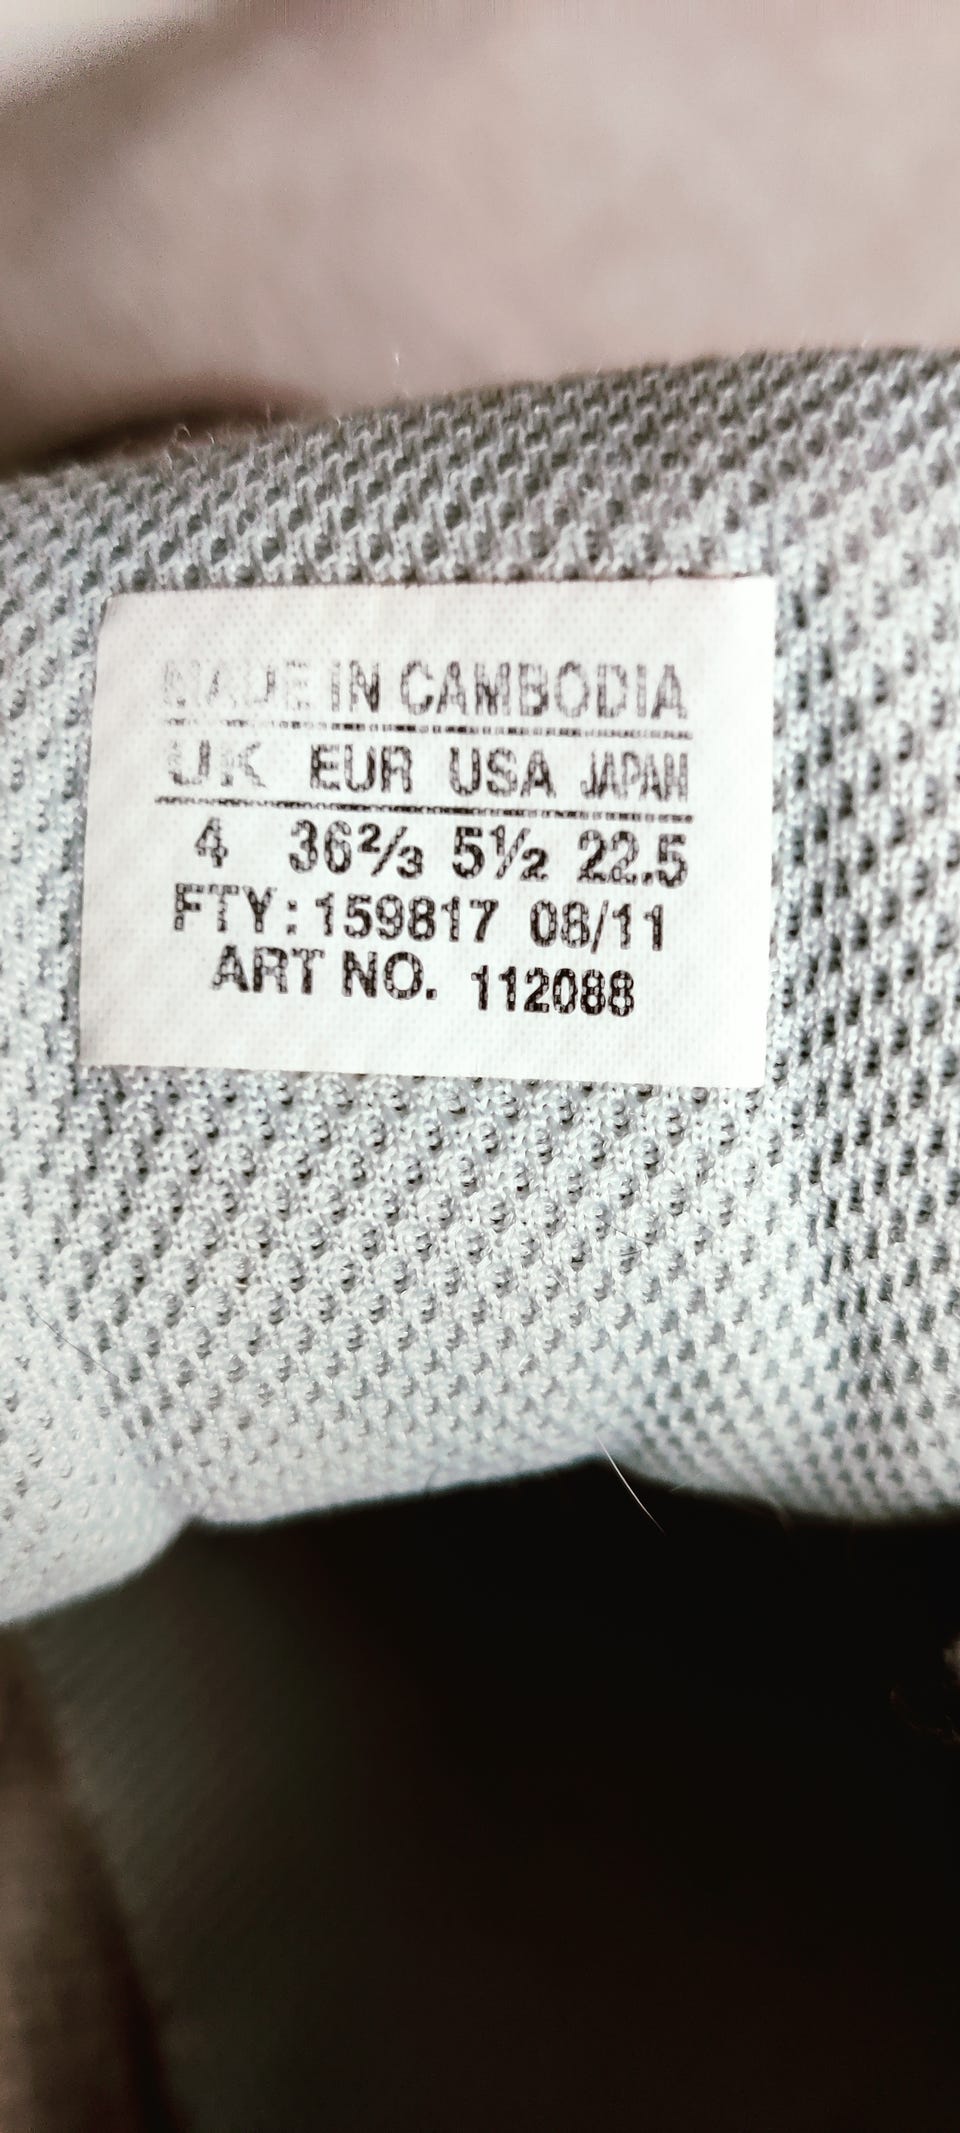 MADE IN CAMBODIA
UK EUR USA JAPAN
4 36⅔ 5½ 22.5
FTY: 159817 08/11
ART NO. 112088